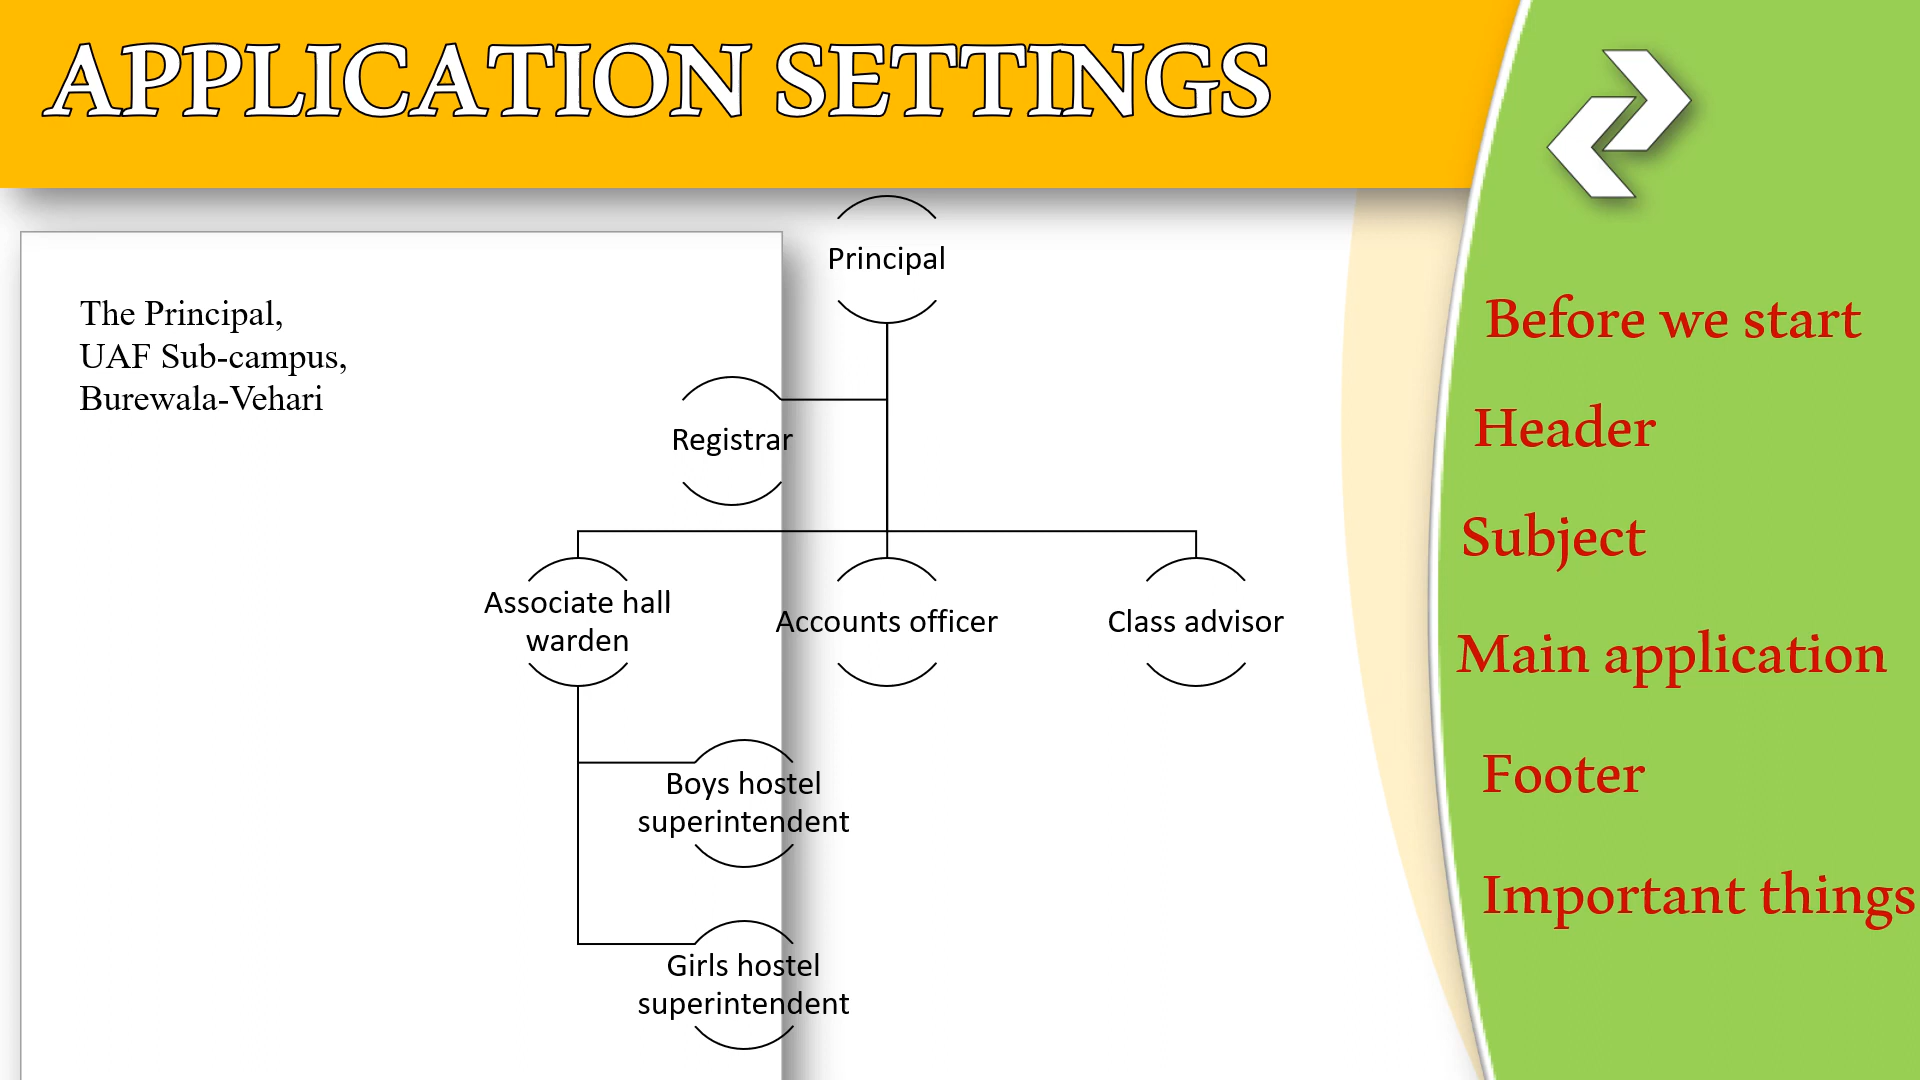 APPLICATION SETTINGS
The Principal,
UAF Sub-campus,
Burewala-Vehari
Principal
Registrar
Associate hall
warden
Accounts officer
Class advisor
Boys hostel
superintendent
Girls hostel
superintendent
Before we start
Header
Subject
Main application
Footer
Important things